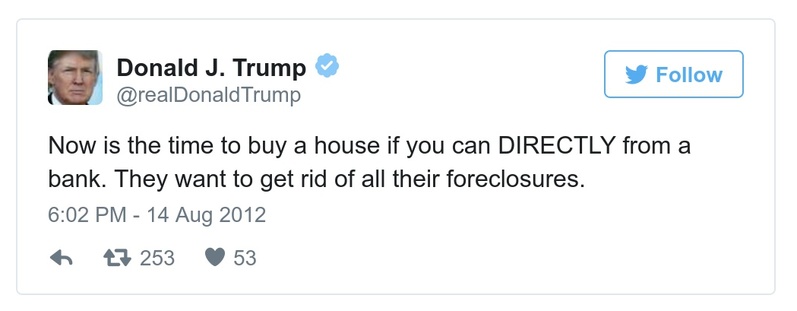 Donald J. Trump
@realDonaldTrump
Follow
Now is the time to buy a house if you can DIRECTLY from a
bank. They want to get rid of all their foreclosures.
6:02 PM - 14 Aug 2012
253 53